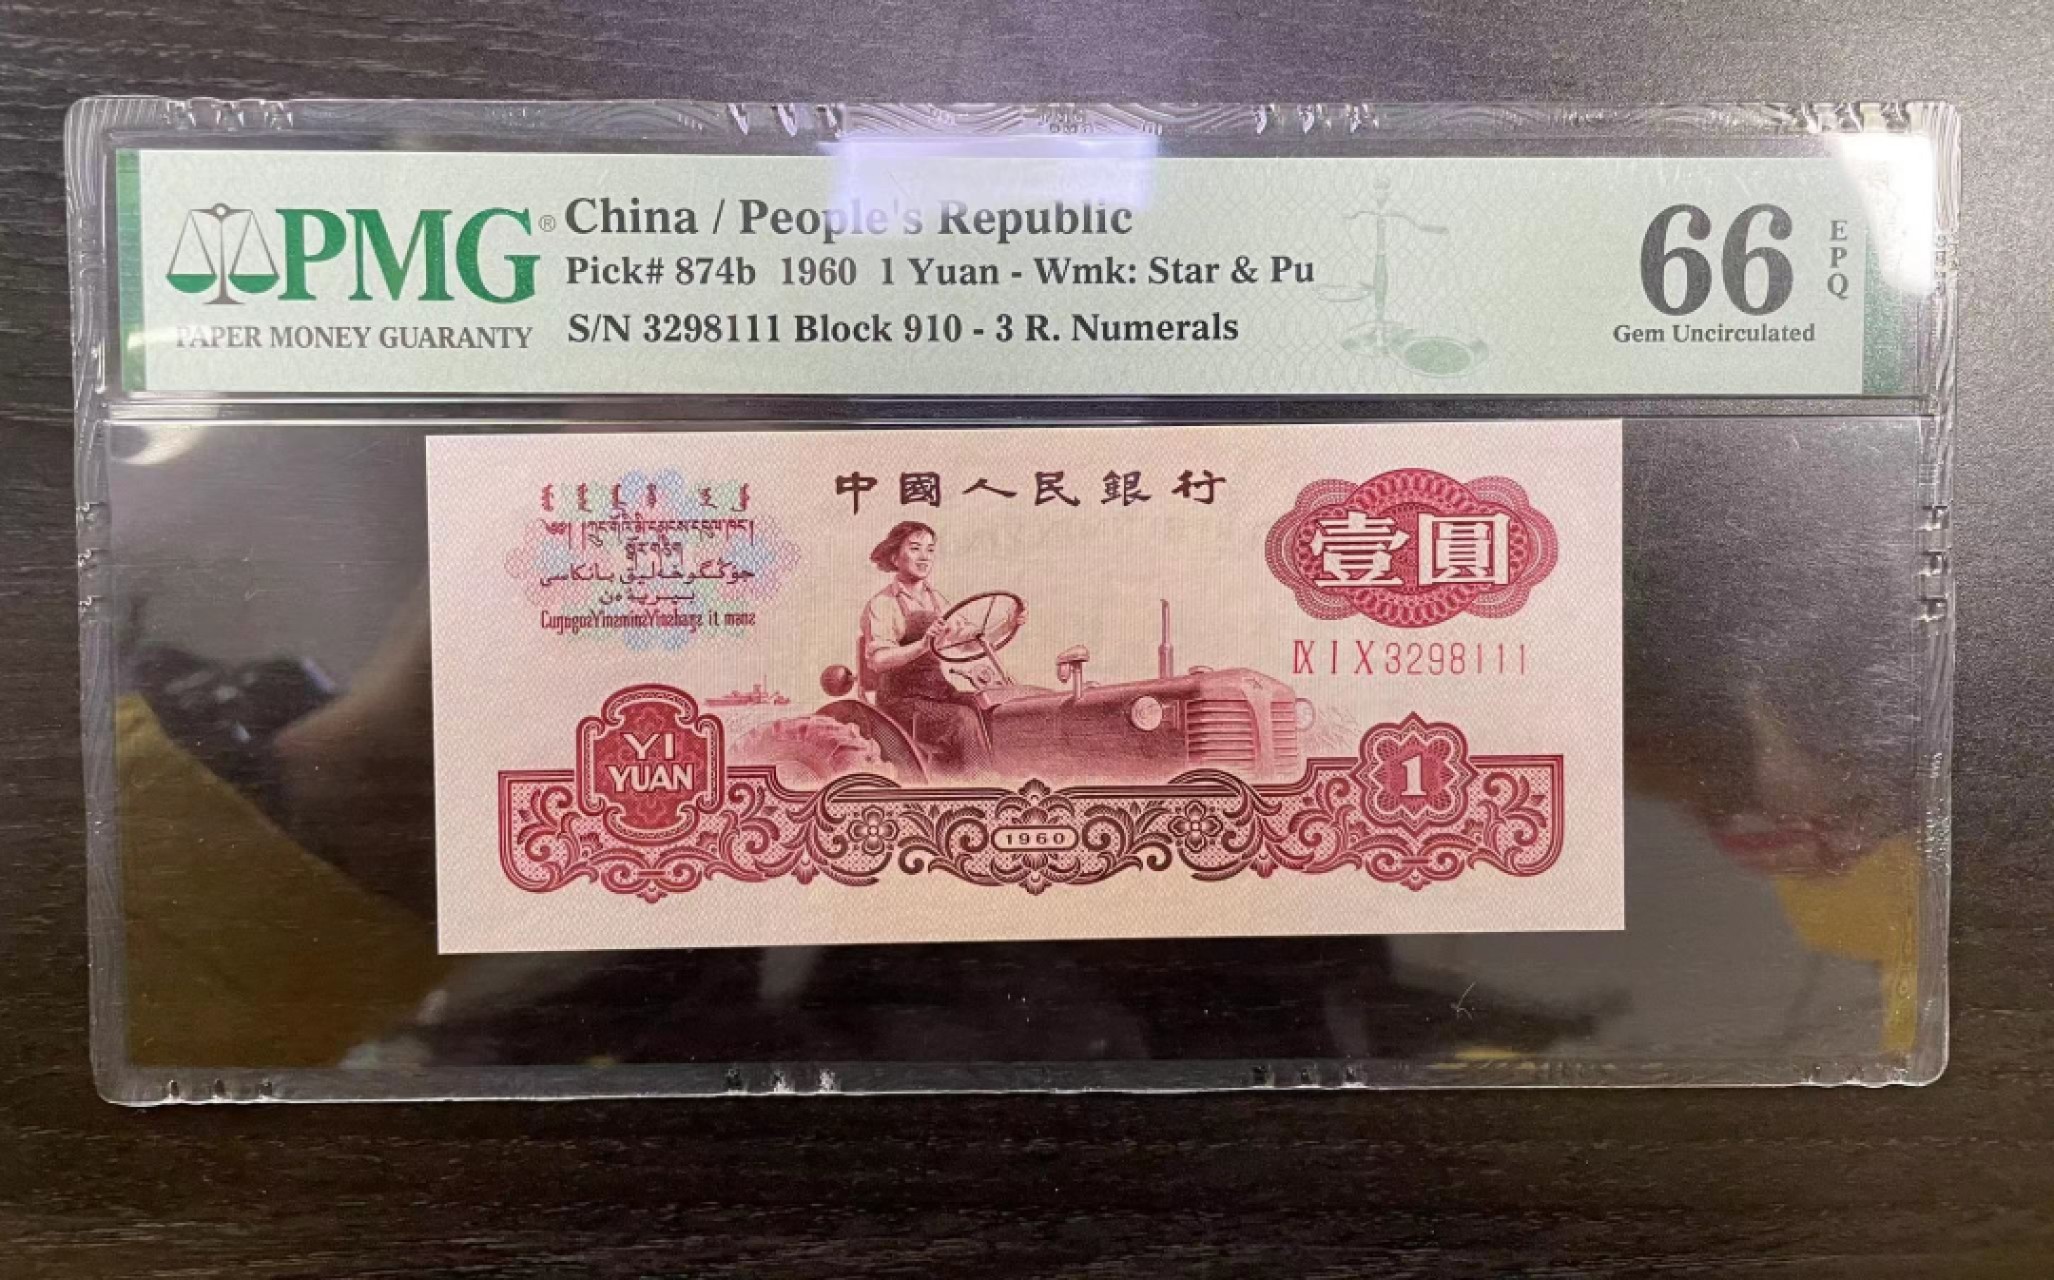 PMG®
PAPER MONEY GUARANTY
China / People's Republic
Pick# 874b 1960 1 Yuan - Wmk: Star & Pu
S/N 3298111 Block 910 - 3 R. Numerals
66
EPQ
Gem Uncirculated
中國人民銀行
壹圓
IX I X 3298111
YI
YUAN
1960
1